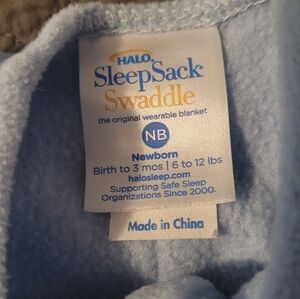 HALO.
SleepSack®
Swaddle
the original wearable blanket
NB
Newborn
Birth to 3 mos | 6 to 12 lbs
halosleep.com
Supporting Safe Sleep
Organizations Since 2000.
Made in China